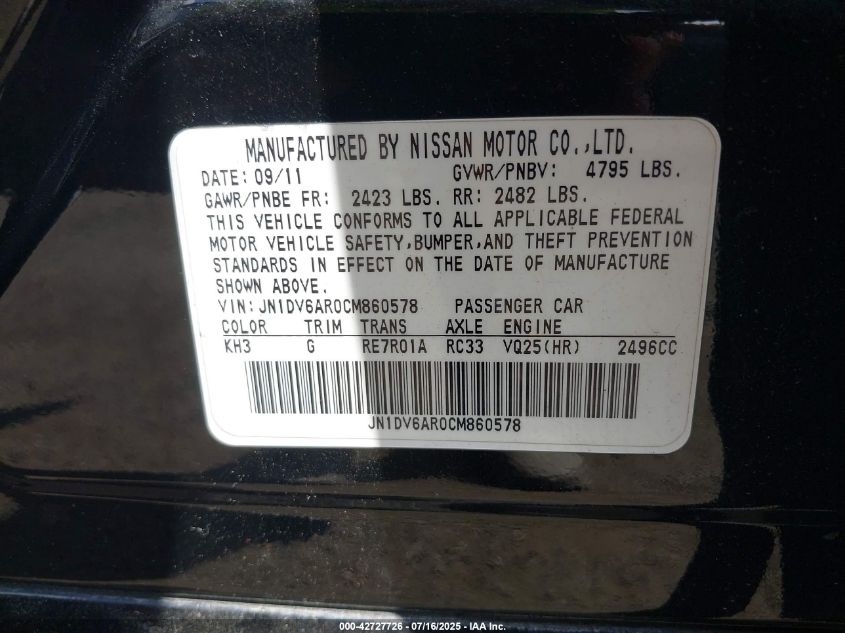 MANUFACTURED BY NISSAN MOTOR CO.,LTD.
DATE: 09/11 GVWR/PNBV: 4795 LBS.
GAWR/PNBE FR: 2423 LBS. RR: 2482 LBS.
THIS VEHICLE CONFORMS TO ALL APPLICABLE FEDERAL
MOTOR VEHICLE SAFETY,BUMPER,AND THEFT PREVENTION
STANDARDS IN EFFECT ON THE DATE OF MANUFACTURE
SHOWN ABOVE.
VIN: JN1DV6AR0CM860578 PASSENGER CAR
COLOR TRIM TRANS AXLE ENGINE
KH3 G RE7R01A RC33 VQ25(HR) 2496CC
JN1DV6AR0CM860578
000-42727726 - 07/16/2025 - IAA Inc.